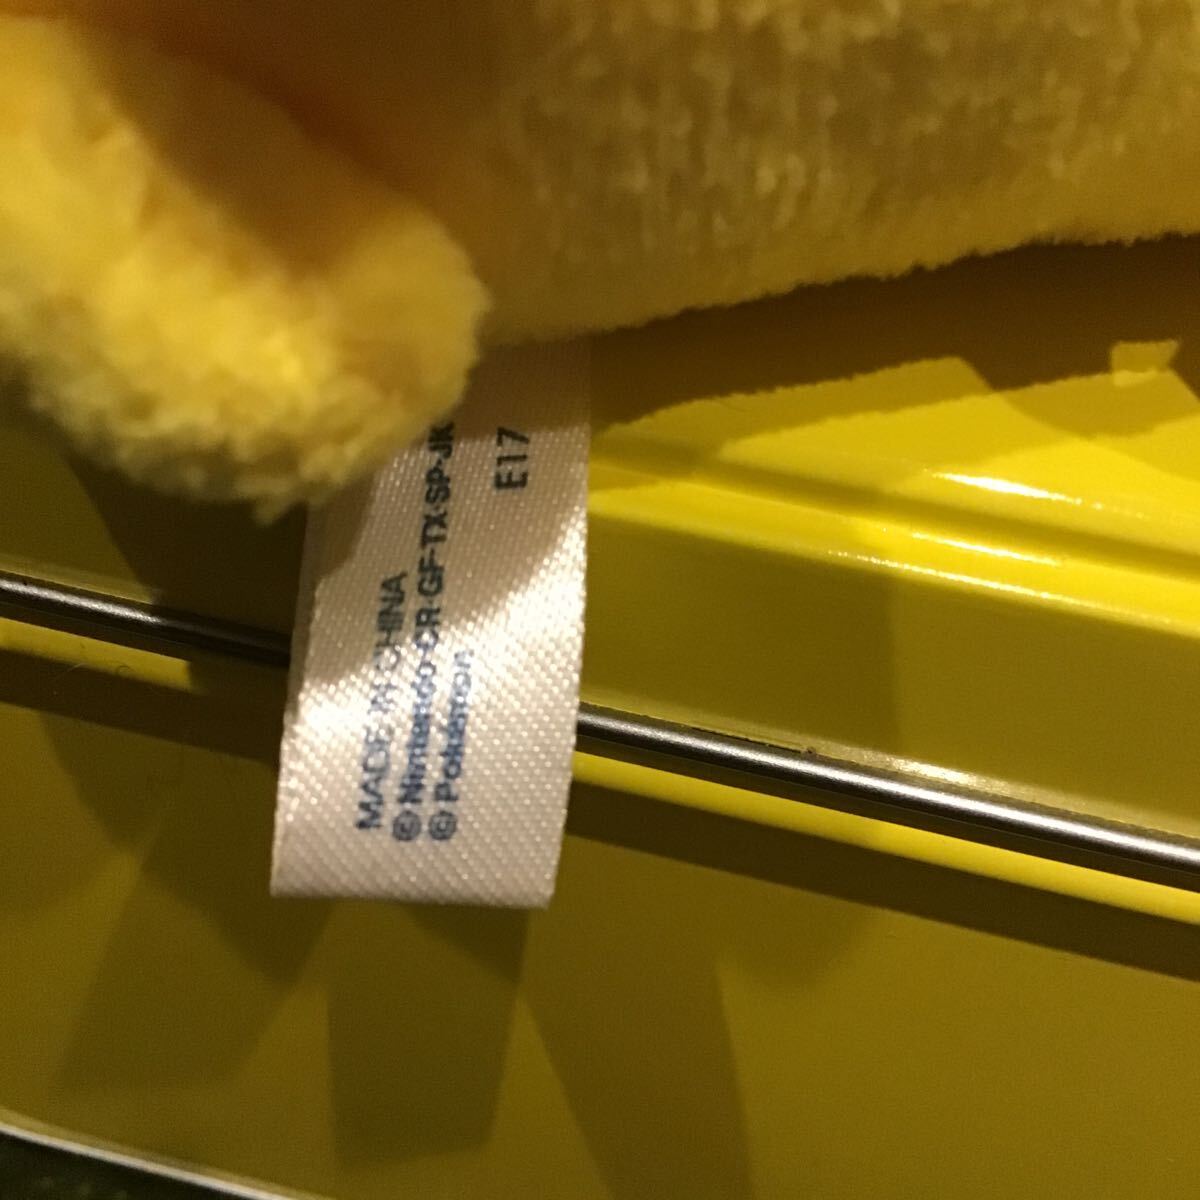 MADE IN CHINA
© Nintendo·CR·GF·TX·SP·JK
© Pokémon
E17